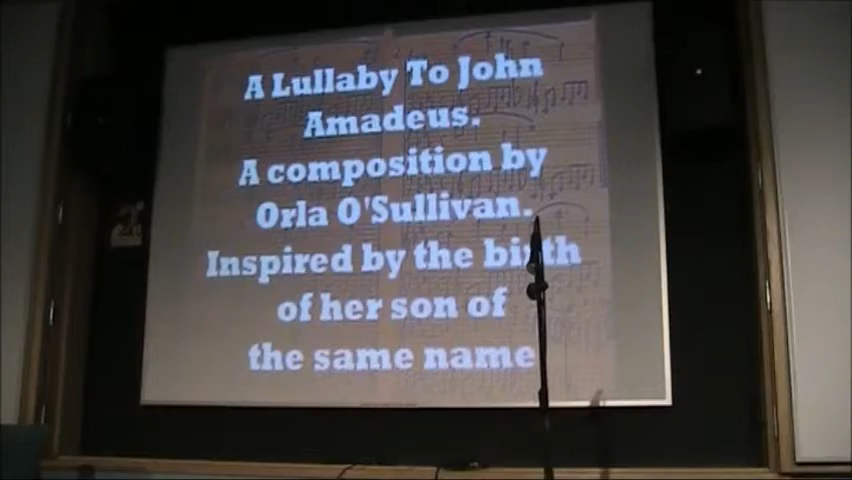 A Lullaby To John
Amadeus.
A composition by
Orla O'Sullivan.
Inspired by the birth
of her son of
the same name